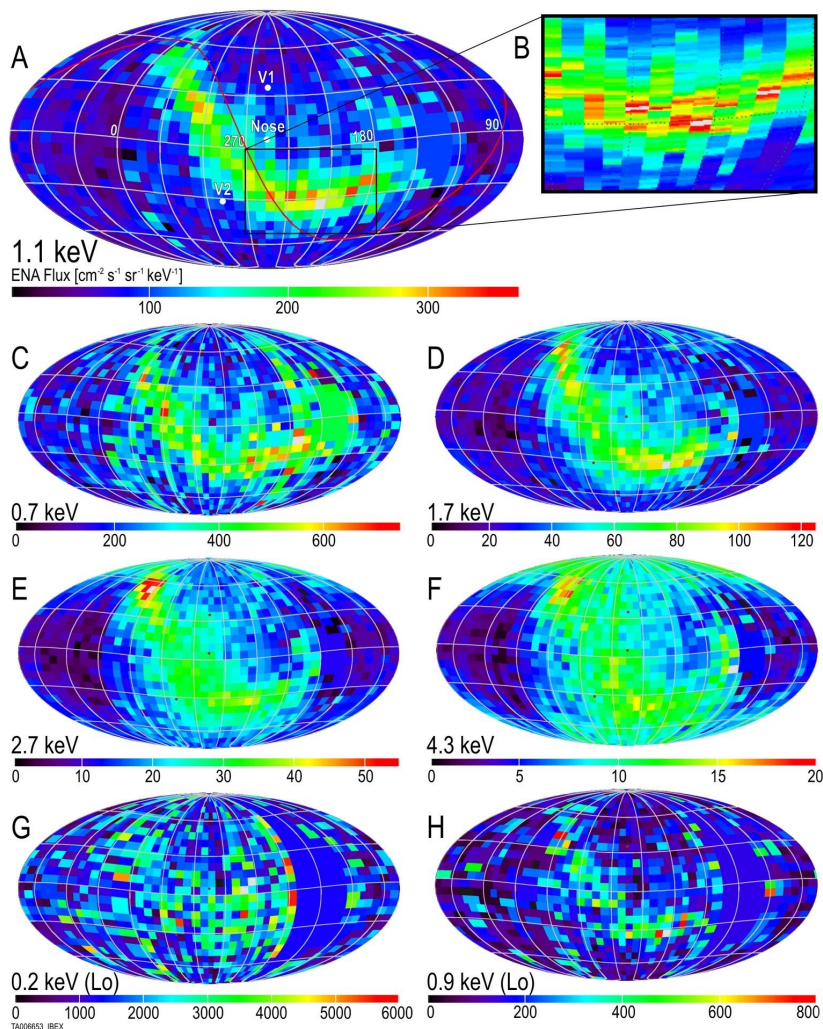 A
B
V1
0
Nose
270
180
90
V2
1.1 keV
ENA Flux [cm⁻² s⁻¹ sr⁻¹ keV⁻¹]
100 200 300
C
D
0.7 keV
1.7 keV
0 200 400 600
0 20 40 60 80 100 120
E
F
2.7 keV
4.3 keV
0 10 20 30 40 50
0 5 10 15 20
G
H
0.2 keV (Lo)
0.9 keV (Lo)
0 1000 2000 3000 4000 5000 6000
0 200 400 600 800
TA006653_IBEX